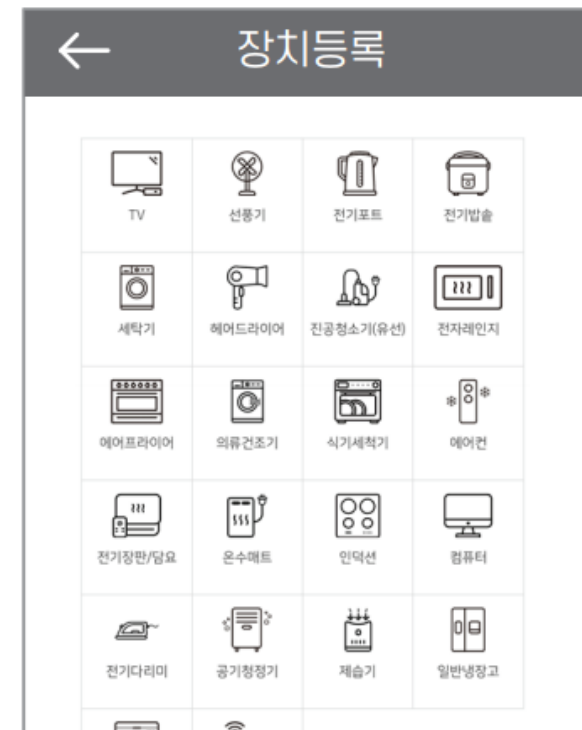 장치등록
TV 선풍기 전기포트 전기밥솥
세탁기 헤어드라이어 진공청소기(유선) 전자레인지
에어프라이어 의류건조기 식기세척기 에어컨
전기장판/담요 온수매트 인덕션 컴퓨터
전기다리미 공기청정기 제습기 일반냉장고